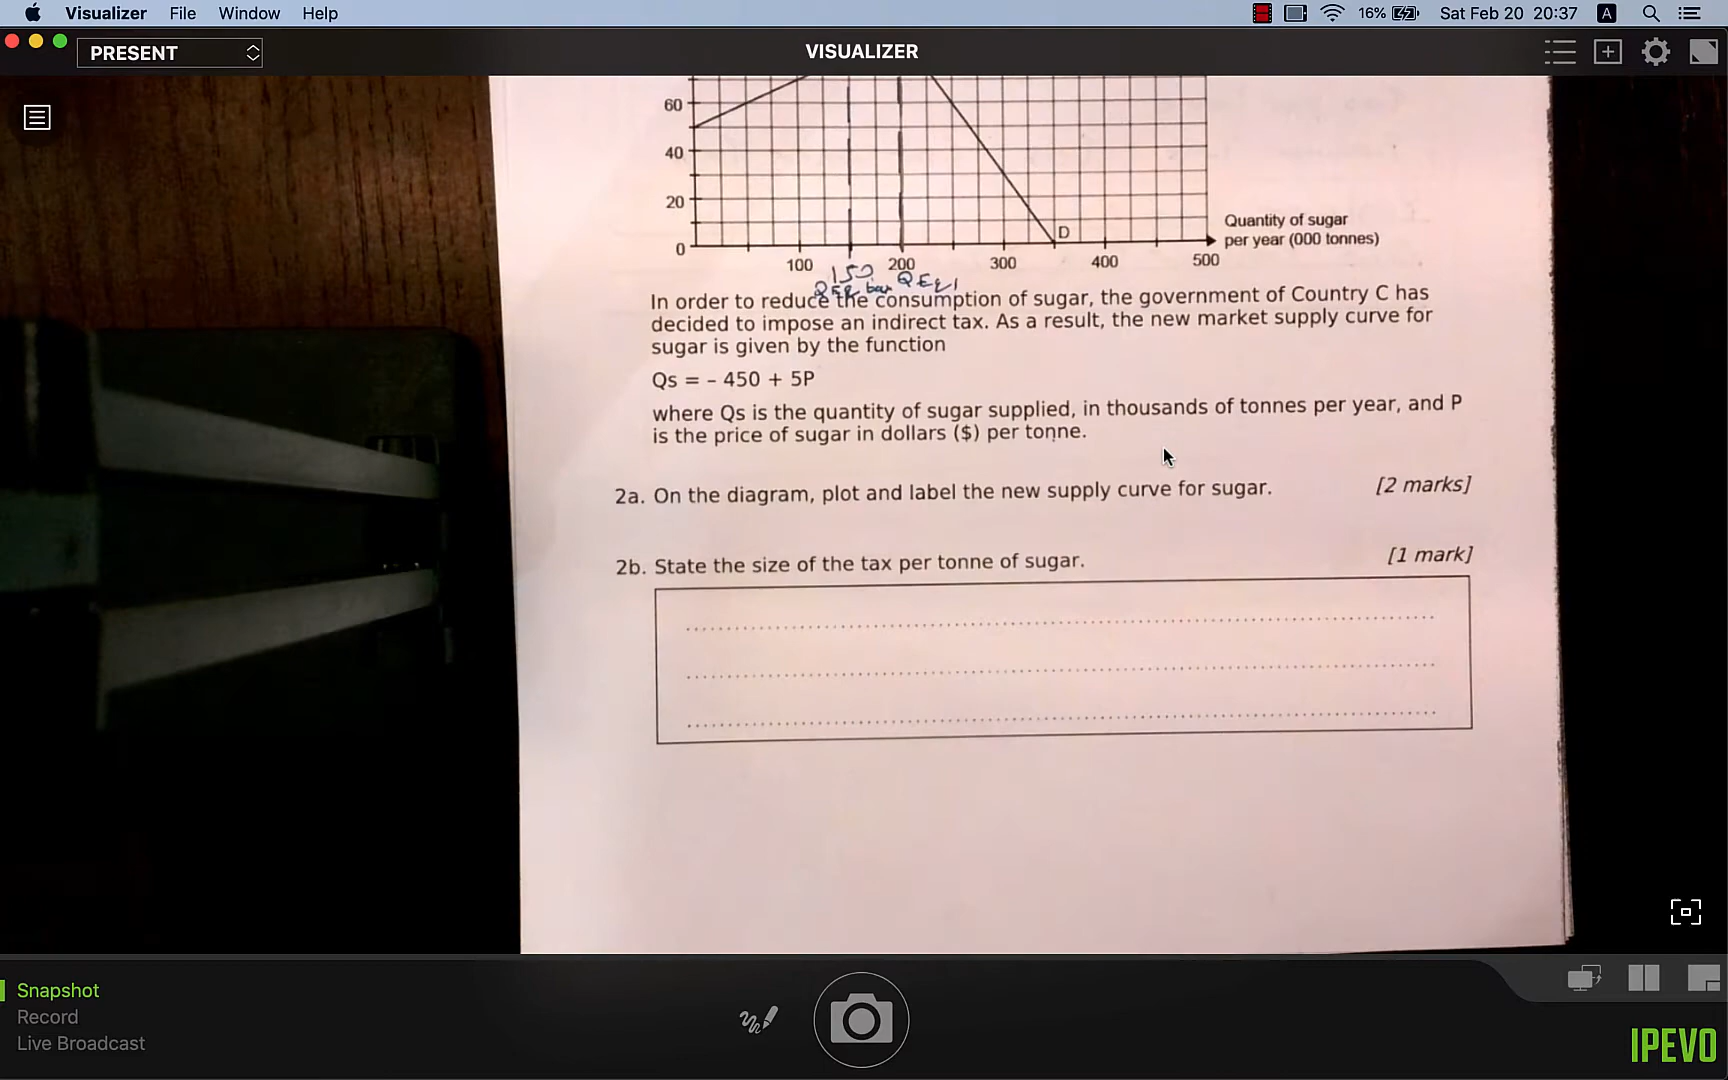 Visualizer File Window Help
16% Sat Feb 20 20:37 A
PRESENT
VISUALIZER
60
40
20
0
D
Quantity of sugar
per year (000 tonnes)
100 200 300 400 500
150
QEq1
In order to reduce the consumption of sugar, the government of Country C has
decided to impose an indirect tax. As a result, the new market supply curve for
sugar is given by the function
Qs = – 450 + 5P
where Qs is the quantity of sugar supplied, in thousands of tonnes per year, and P
is the price of sugar in dollars ($) per tonne.
2a. On the diagram, plot and label the new supply curve for sugar. [2 marks]
2b. State the size of the tax per tonne of sugar. [1 mark]
Snapshot
Record
Live Broadcast
IPEVO